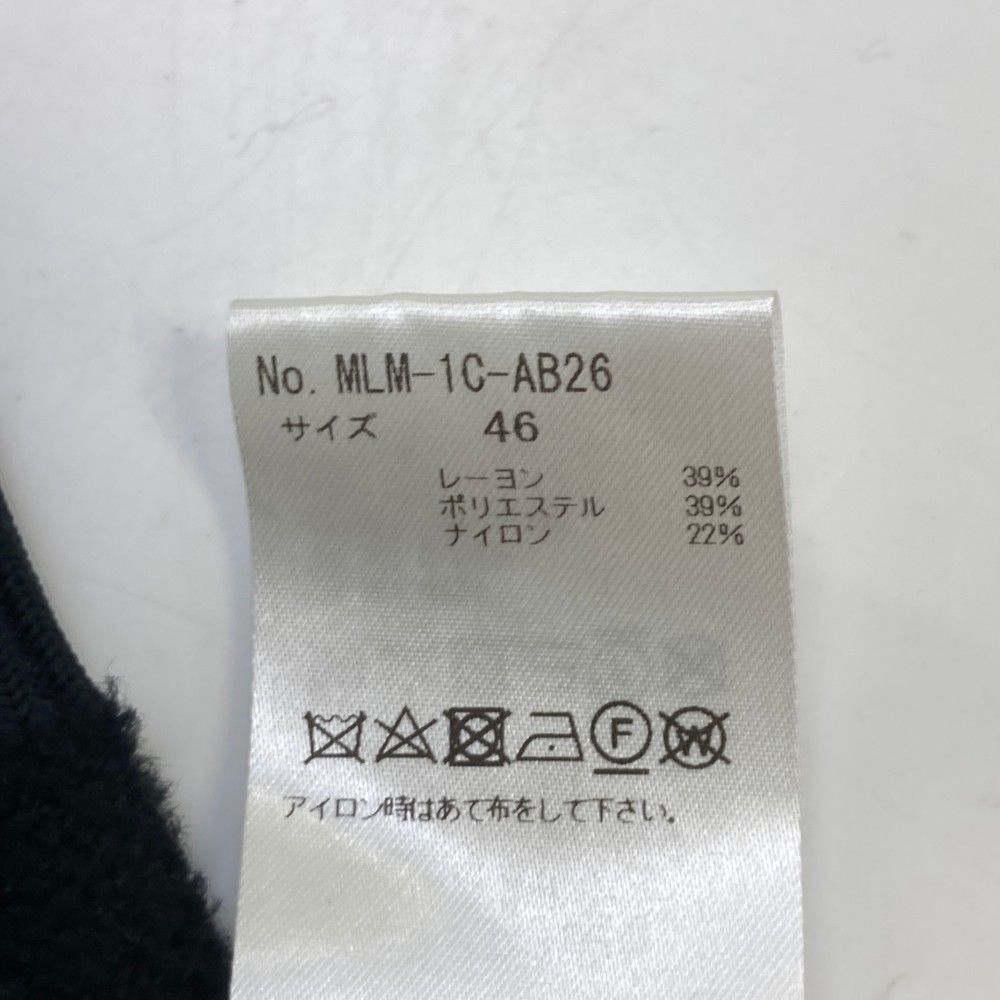 No. MLM-1C-AB26
サイズ 46
レーヨン 39%
ポリエステル 39%
ナイロン 22%
F W
アイロン時はあて布をして下さい。